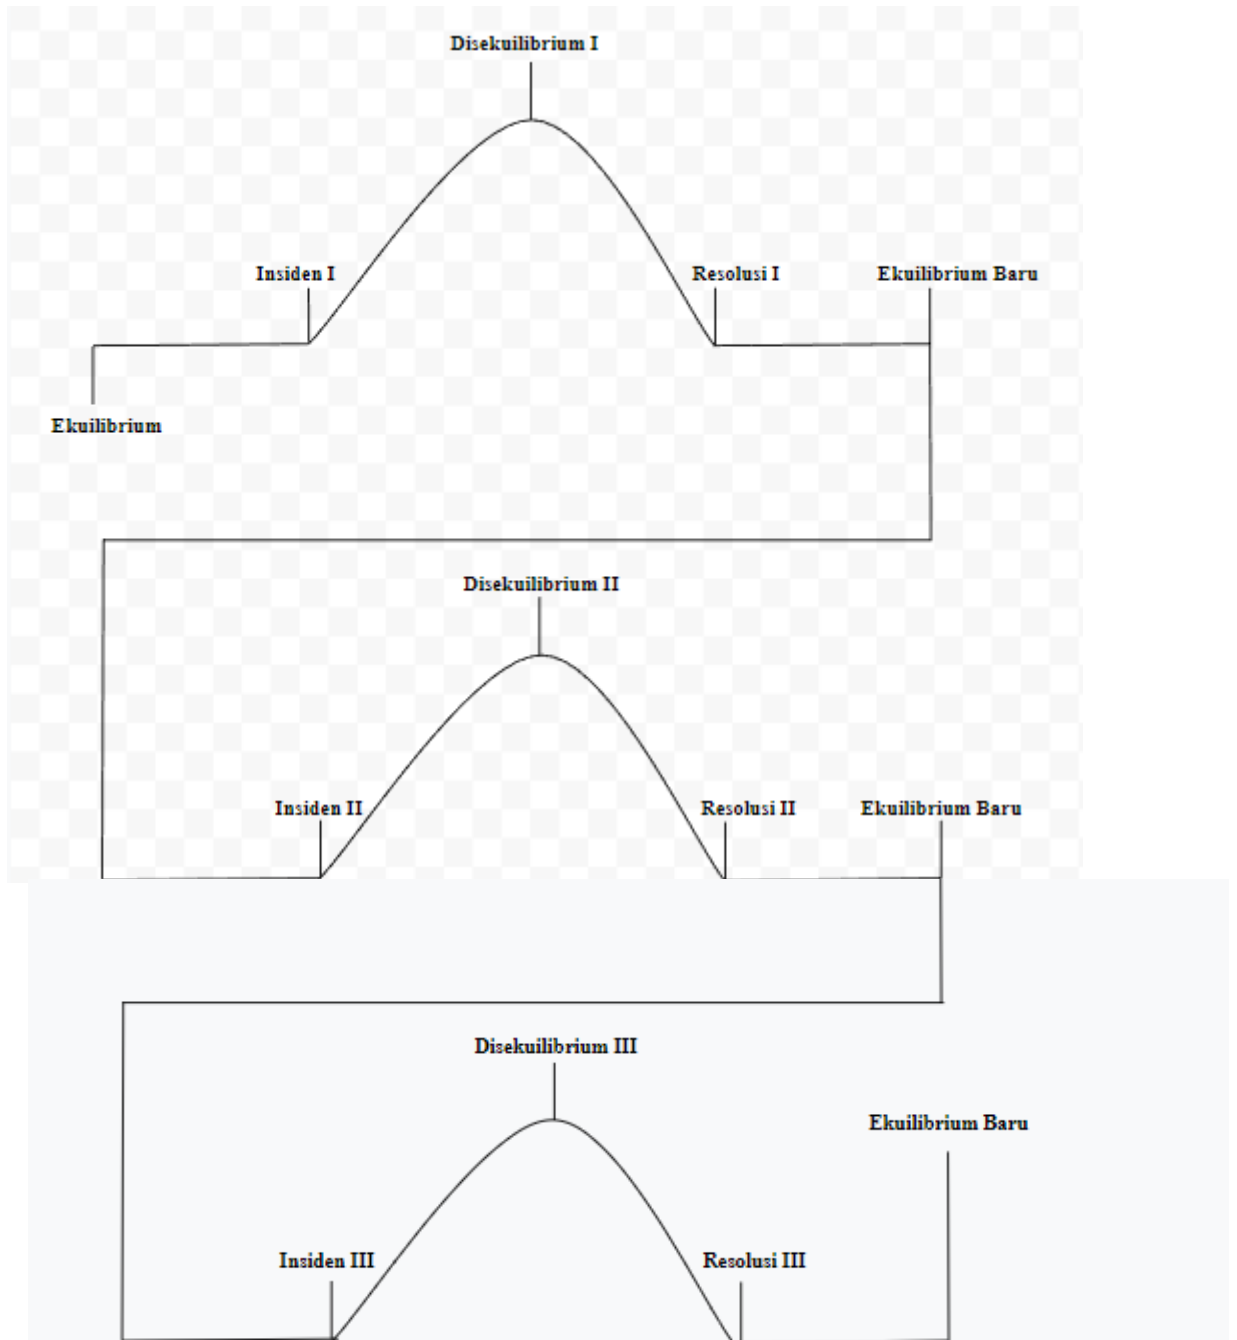 Disekuilibrium I
Insiden I
Resolusi I
Ekuilibrium Baru
Ekuilibrium
Disekuilibrium II
Insiden II
Resolusi II
Ekuilibrium Baru
Disekuilibrium III
Ekuilibrium Baru
Insiden III
Resolusi III